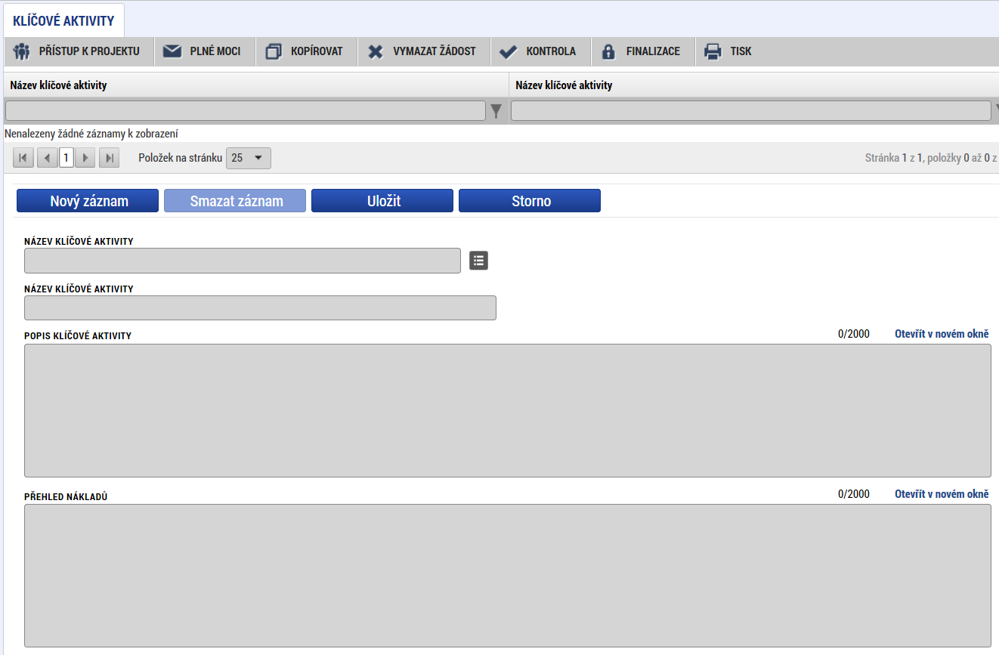 KLÍČOVÉ AKTIVITY
PŘÍSTUP K PROJEKTU PLNÉ MOCI KOPÍROVAT VYMAZAT ŽÁDOST KONTROLA FINALIZACE TISK
Název klíčové aktivity Název klíčové aktivity
Nenalezeny žádné záznamy k zobrazení
1 Položek na stránku 25 Stránka 1 z 1, položky 0 až 0 z
Nový záznam Smazat záznam Uložit Storno
NÁZEV KLÍČOVÉ AKTIVITY
NÁZEV KLÍČOVÉ AKTIVITY
POPIS KLÍČOVÉ AKTIVITY 0/2000 Otevřít v novém okně
PŘEHLED NÁKLADŮ 0/2000 Otevřít v novém okně